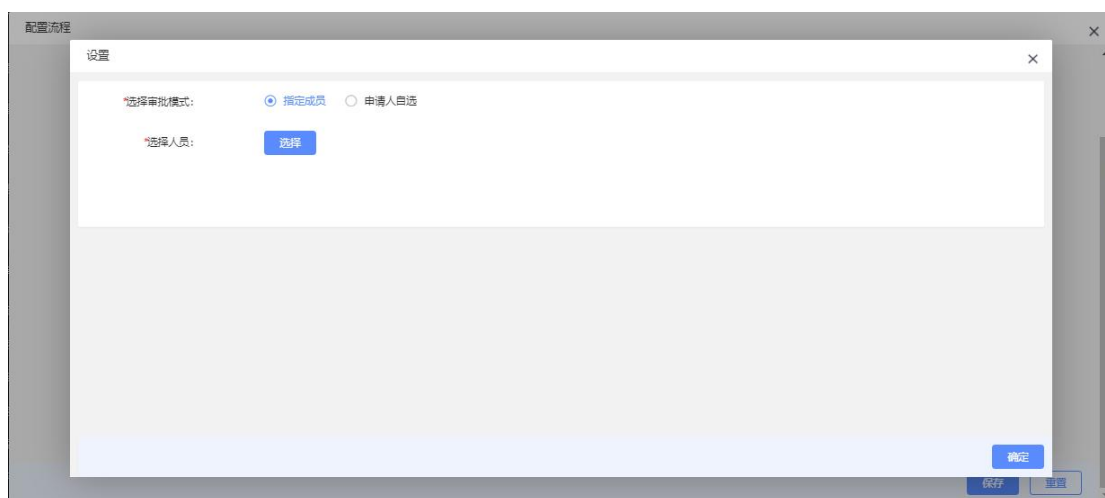 配置流程
设置
*选择审批模式: 指定成员 申请人自选
*选择人员: 选择
确定
保存 重置